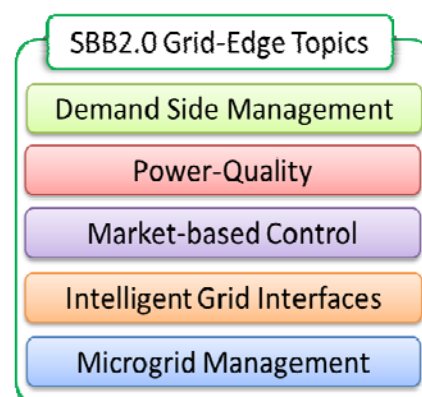 SBB2.0 Grid-Edge Topics
Demand Side Management
Power-Quality
Market-based Control
Intelligent Grid Interfaces
Microgrid Management